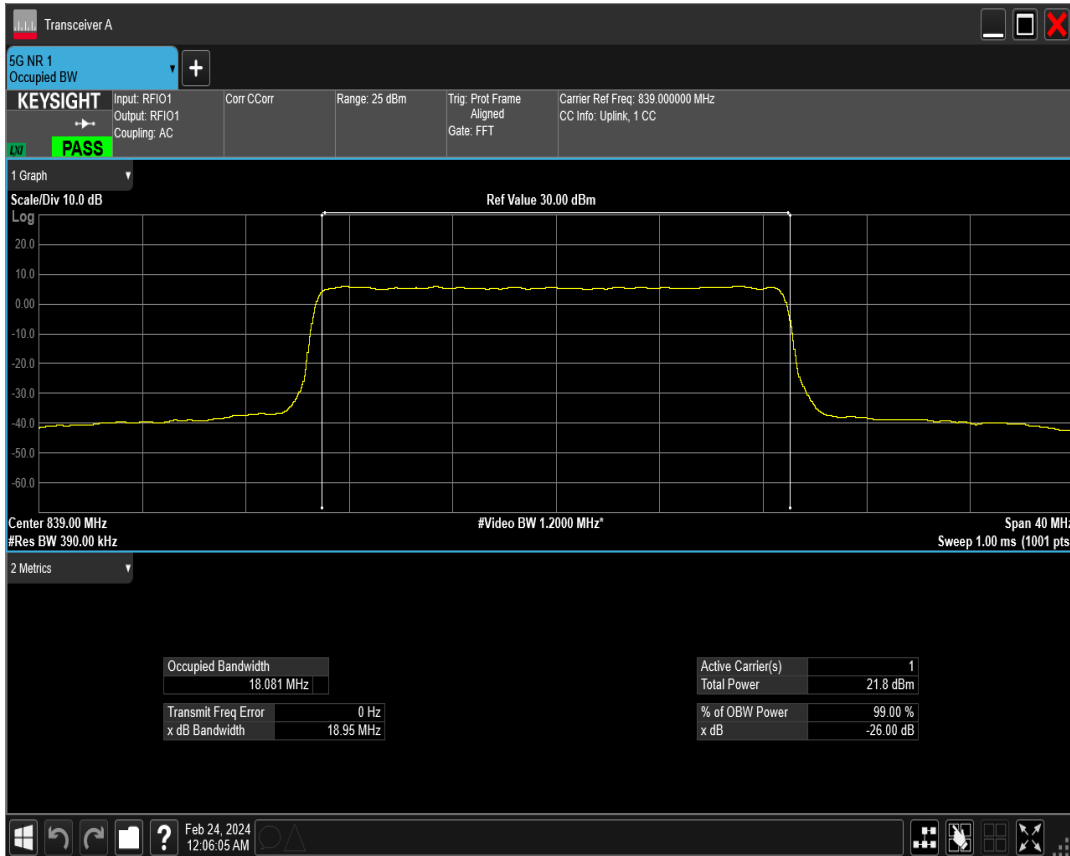 Transceiver A
5G NR 1
Occupied BW
+
KEYSIGHT
Input: RFIO1
Output: RFIO1
Coupling: AC
Corr CCorr
Range: 25 dBm
Trig: Prot Frame
Aligned
Gate: FFT
Carrier Ref Freq: 839.000000 MHz
CC Info: Uplink, 1 CC
LXI
PASS
1 Graph
Scale/Div 10.0 dB
Ref Value 30.00 dBm
Log
20.0
10.0
0.00
-10.0
-20.0
-30.0
-40.0
-50.0
-60.0
Center 839.00 MHz
#Video BW 1.2000 MHz*
Span 40 MHz
#Res BW 390.00 kHz
Sweep 1.00 ms (1001 pts
2 Metrics
Occupied Bandwidth
18.081 MHz
Transmit Freq Error 0 Hz
x dB Bandwidth 18.95 MHz
Active Carrier(s) 1
Total Power 21.8 dBm
% of OBW Power 99.00 %
x dB -26.00 dB
?
Feb 24, 2024
12:06:05 AM